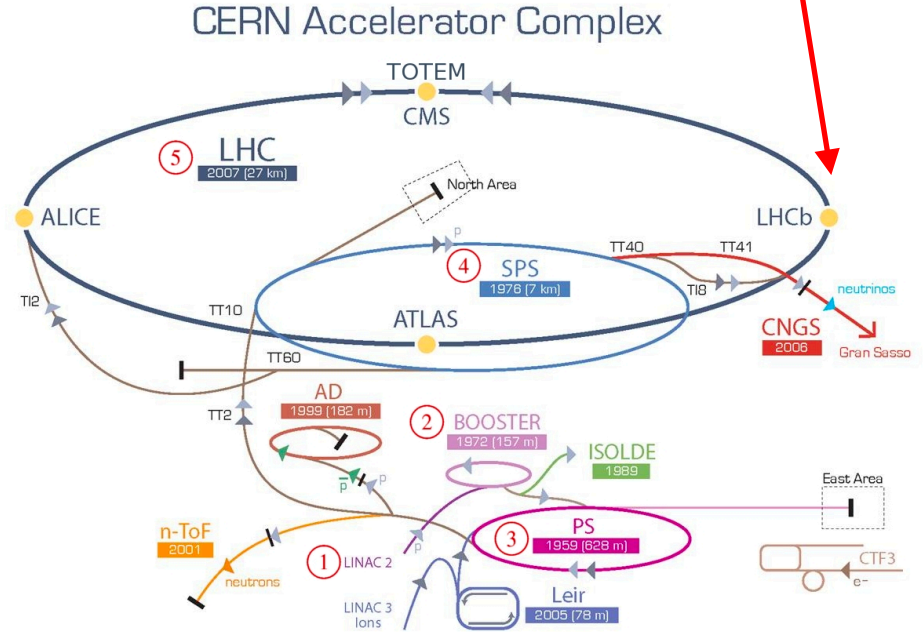 CERN Accelerator Complex
TOTEM
CMS
5
LHC
2007 (27 km)
North Area
ALICE
LHCb
p
TT40
TT41
4
SPS
1976 (7 km)
TI2
TI8
neutrinos
TT10
ATLAS
CNGS
2006
Gran Sasso
TT60
AD
1999 (182 m)
TT2
2
BOOSTER
1972 (157 m)
ISOLDE
1989
p
p̅
East Area
n-ToF
2001
3
PS
1959 (628 m)
p
1
LINAC 2
neutrons
CTF3
e-
LINAC 3
Ions
Leir
2005 (78 m)